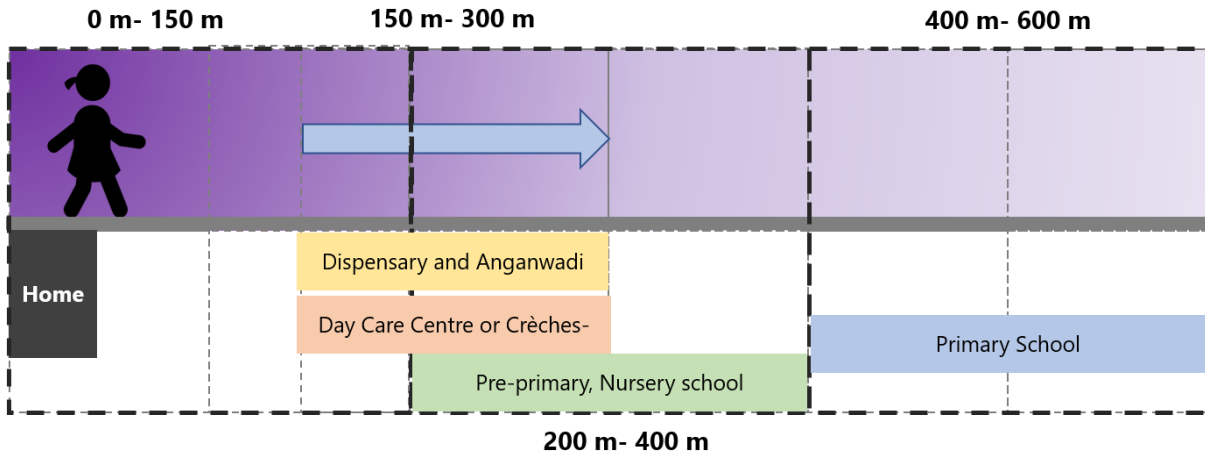 0 m- 150 m
150 m- 300 m
400 m- 600 m
Home
Dispensary and Anganwadi
Day Care Centre or Crèches-
Primary School
Pre-primary, Nursery school
200 m- 400 m